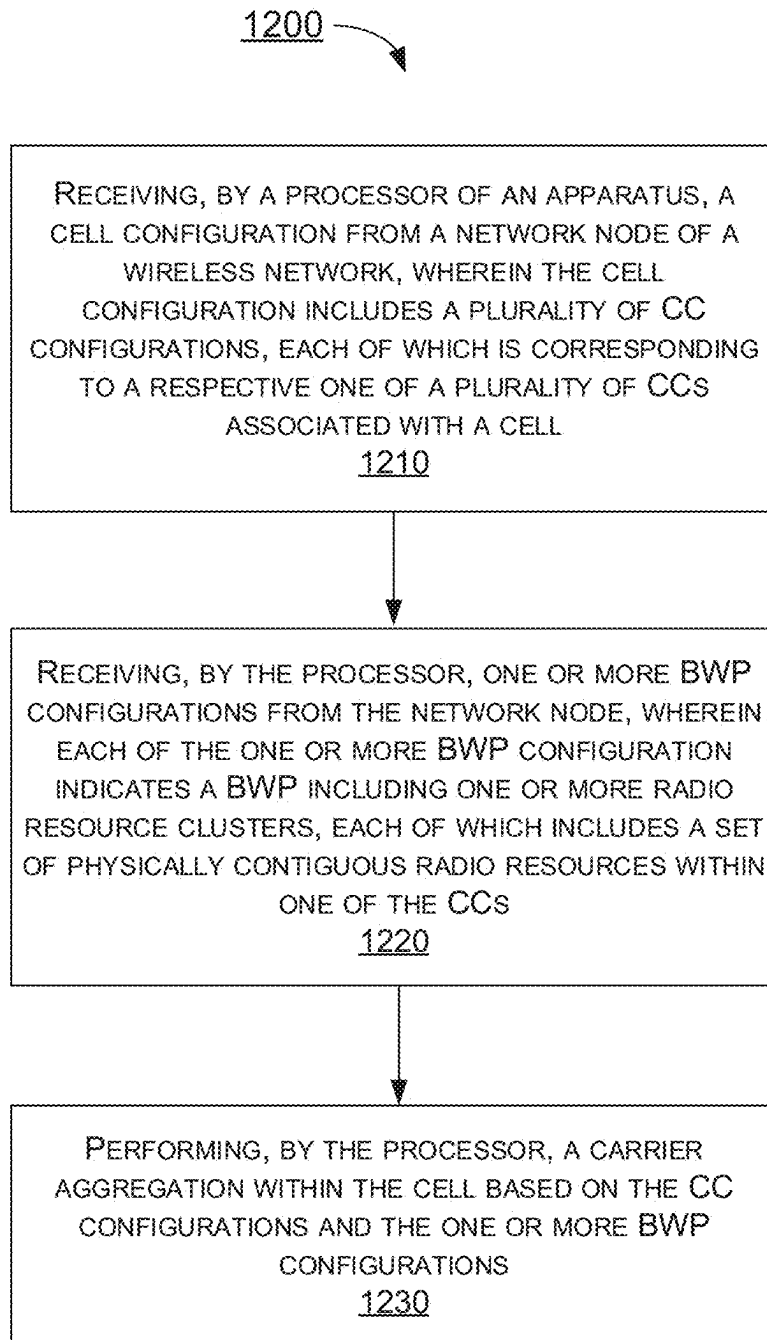 1200
RECEIVING, BY A PROCESSOR OF AN APPARATUS, A
CELL CONFIGURATION FROM A NETWORK NODE OF A
WIRELESS NETWORK, WHEREIN THE CELL
CONFIGURATION INCLUDES A PLURALITY OF CC
CONFIGURATIONS, EACH OF WHICH IS CORRESPONDING
TO A RESPECTIVE ONE OF A PLURALITY OF CCS
ASSOCIATED WITH A CELL
1210
RECEIVING, BY THE PROCESSOR, ONE OR MORE BWP
CONFIGURATIONS FROM THE NETWORK NODE, WHEREIN
EACH OF THE ONE OR MORE BWP CONFIGURATION
INDICATES A BWP INCLUDING ONE OR MORE RADIO
RESOURCE CLUSTERS, EACH OF WHICH INCLUDES A SET
OF PHYSICALLY CONTIGUOUS RADIO RESOURCES WITHIN
ONE OF THE CCS
1220
PERFORMING, BY THE PROCESSOR, A CARRIER
AGGREGATION WITHIN THE CELL BASED ON THE CC
CONFIGURATIONS AND THE ONE OR MORE BWP
CONFIGURATIONS
1230